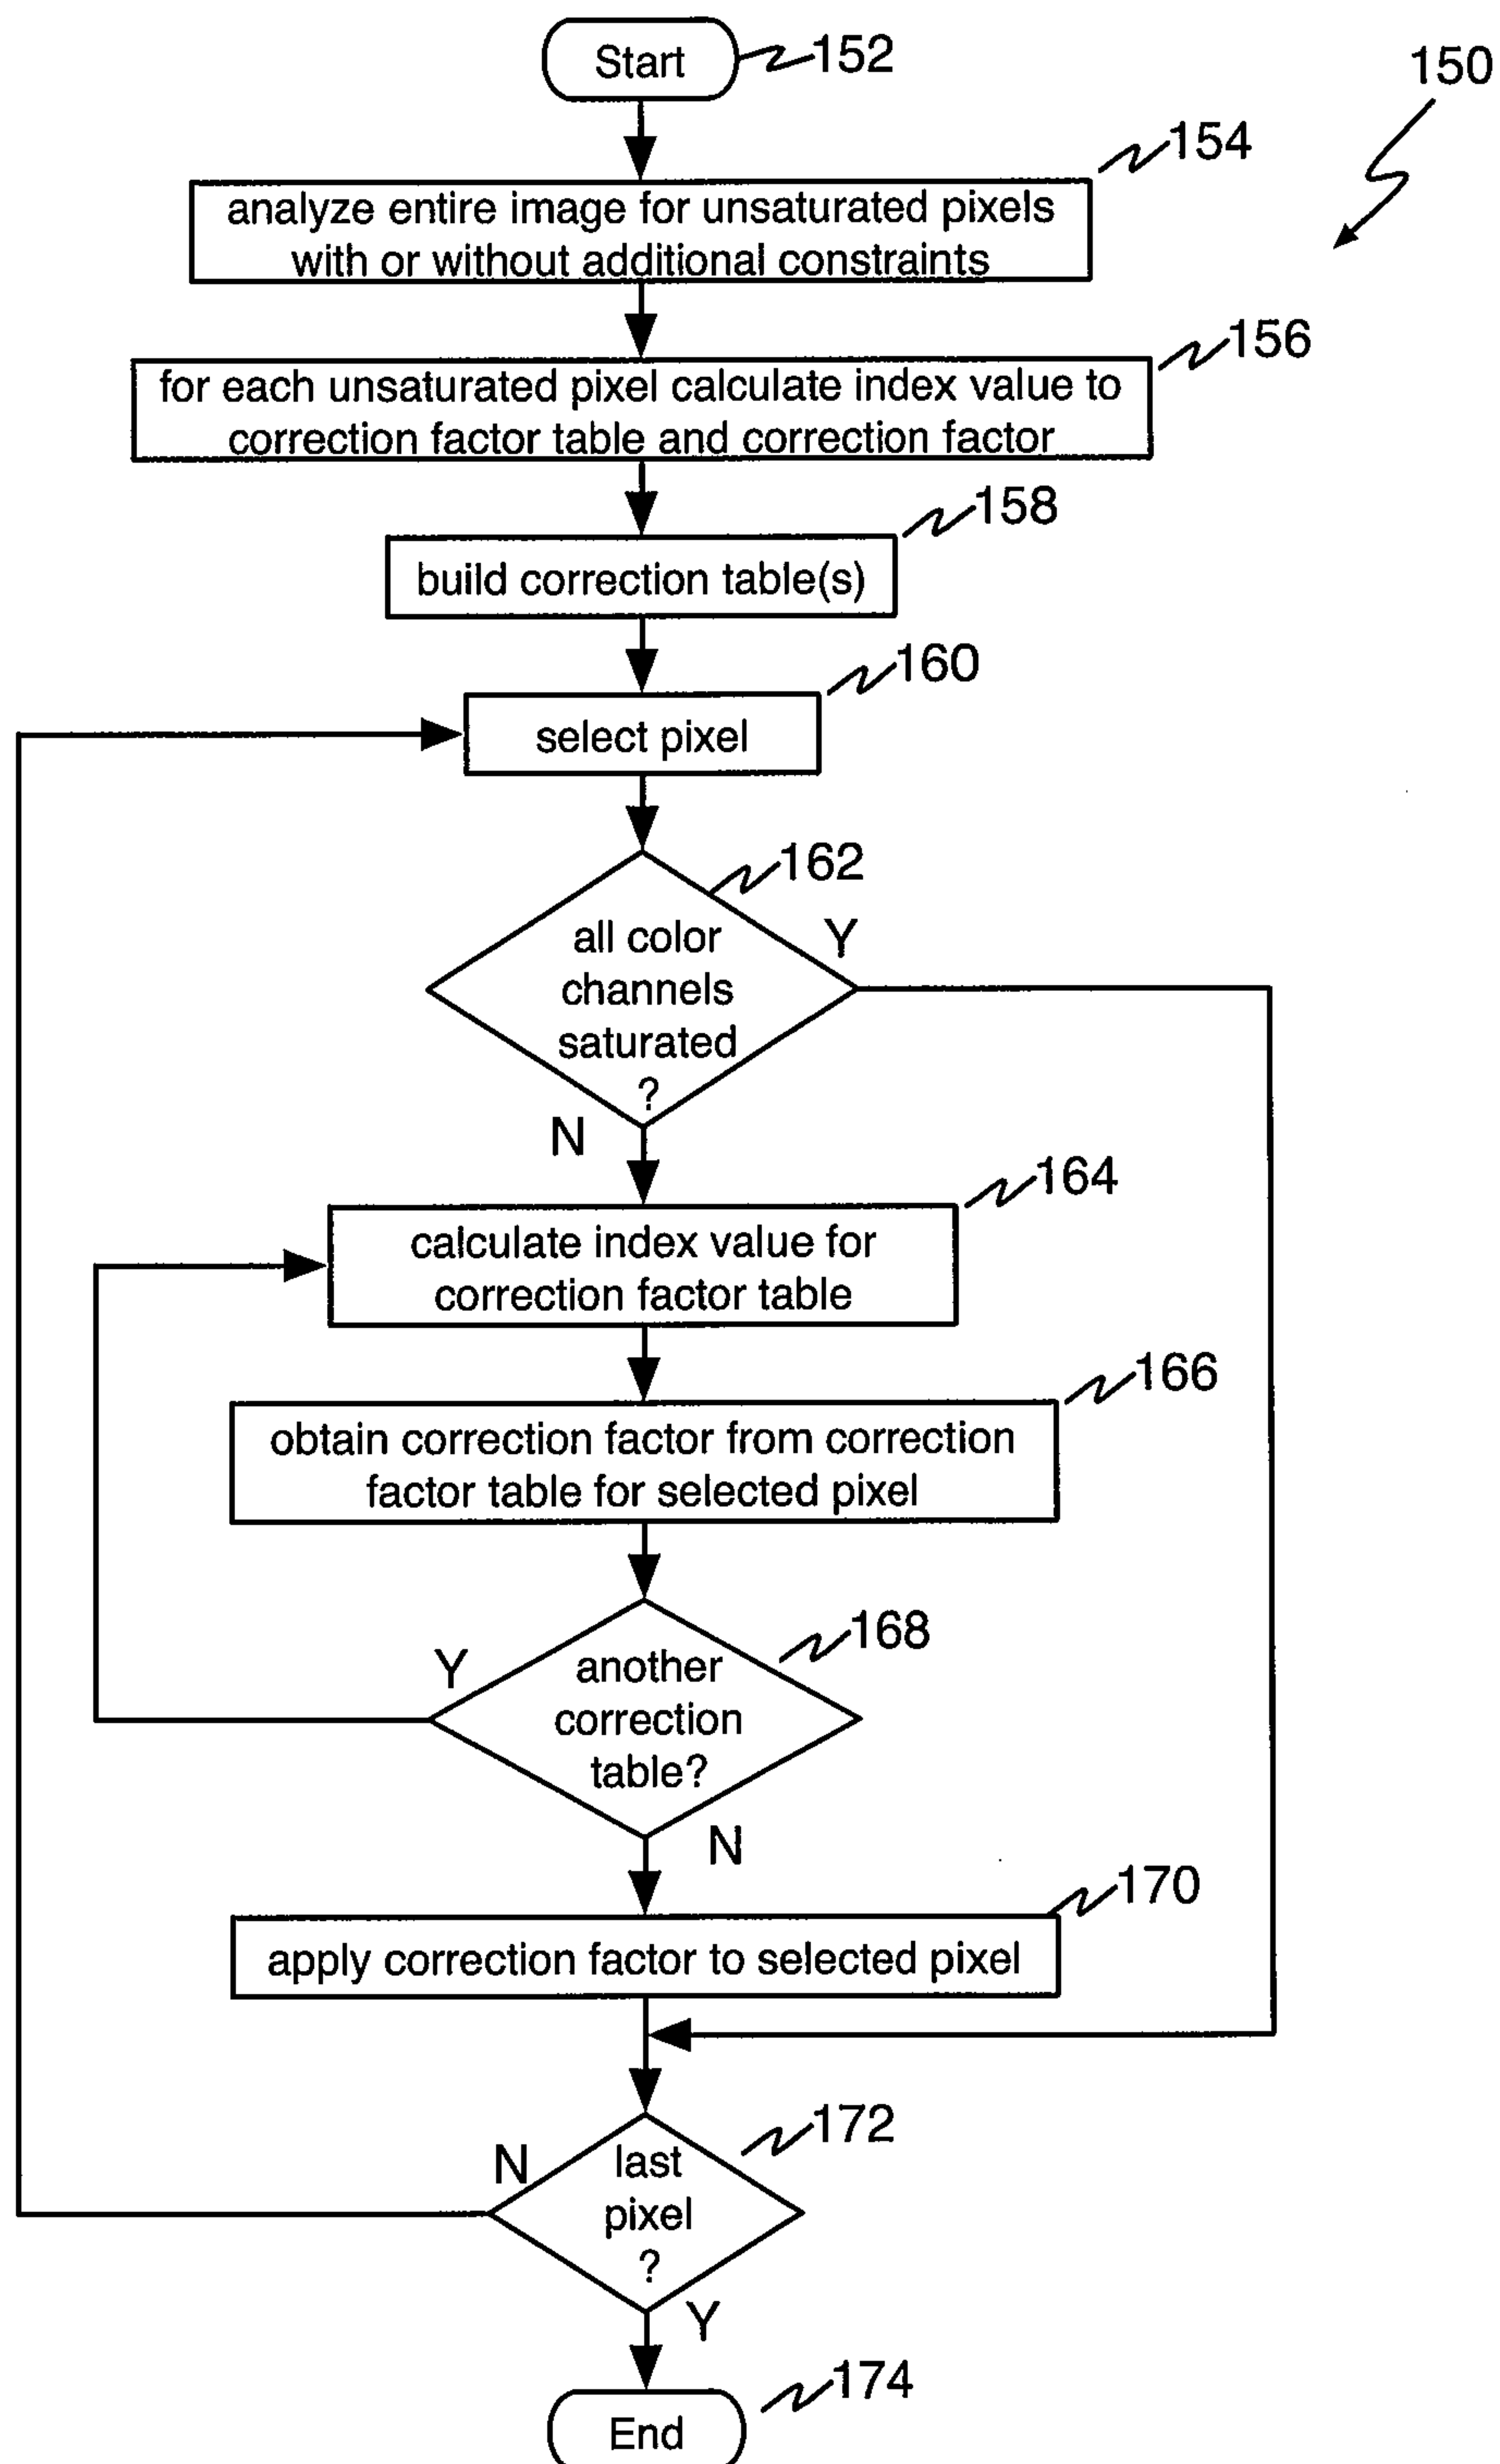 Start
152
150
154
analyze entire image for unsaturated pixels
with or without additional constraints
156
for each unsaturated pixel calculate index value to
correction factor table and correction factor
158
build correction table(s)
160
select pixel
162
all color
channels
saturated
?
Y
N
164
calculate index value for
correction factor table
166
obtain correction factor from correction
factor table for selected pixel
168
another
correction
table?
Y
N
170
apply correction factor to selected pixel
172
last
pixel
?
N
Y
174
End